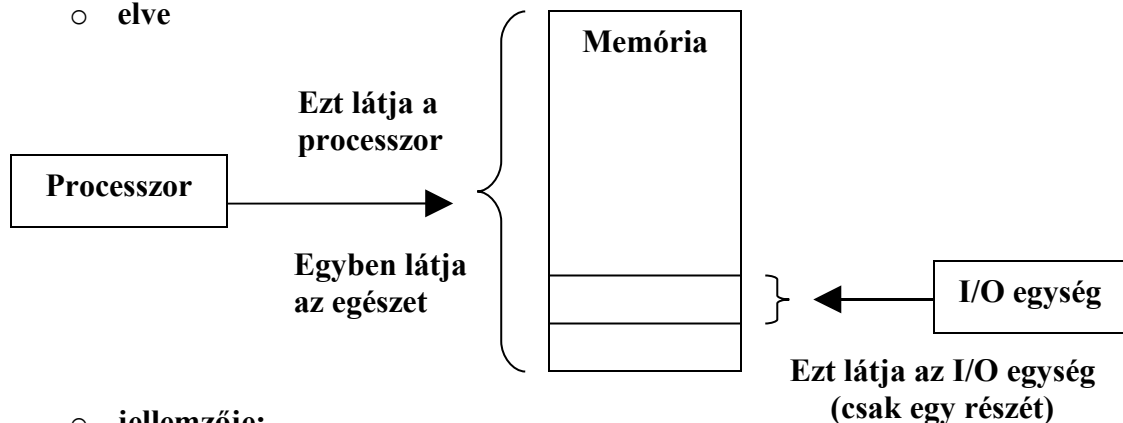 o elve
Memória
Ezt látja a
processzor
Processzor
Egyben látja
az egészet
I/O egység
Ezt látja az I/O egység
(csak egy részét)
o jellemzője: